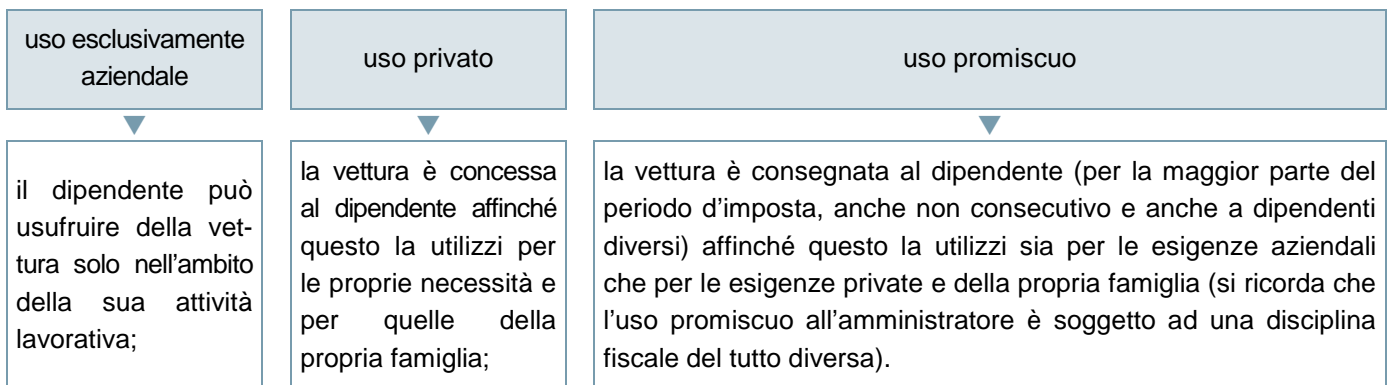 uso esclusivamente
aziendale
il dipendente può
usufruire della vet-
tura solo nell'ambito
della sua attività
lavorativa;
uso privato
la vettura è concessa
al dipendente affinché
questo la utilizzi per
le proprie necessità e
per quelle della
propria famiglia;
uso promiscuo
la vettura è consegnata al dipendente (per la maggior parte del
periodo d'imposta, anche non consecutivo e anche a dipendenti
diversi) affinché questo la utilizzi sia per le esigenze aziendali
che per le esigenze private e della propria famiglia (si ricorda che
l'uso promiscuo all'amministratore è soggetto ad una disciplina
fiscale del tutto diversa).